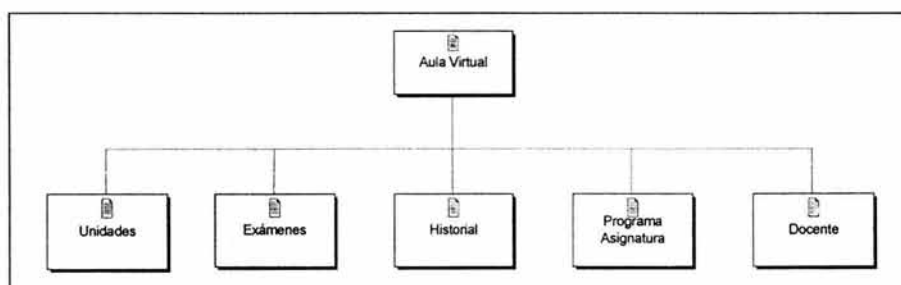 Aula Virtual
Unidades
Exámenes
Historial
Programa
Asignatura
Docente